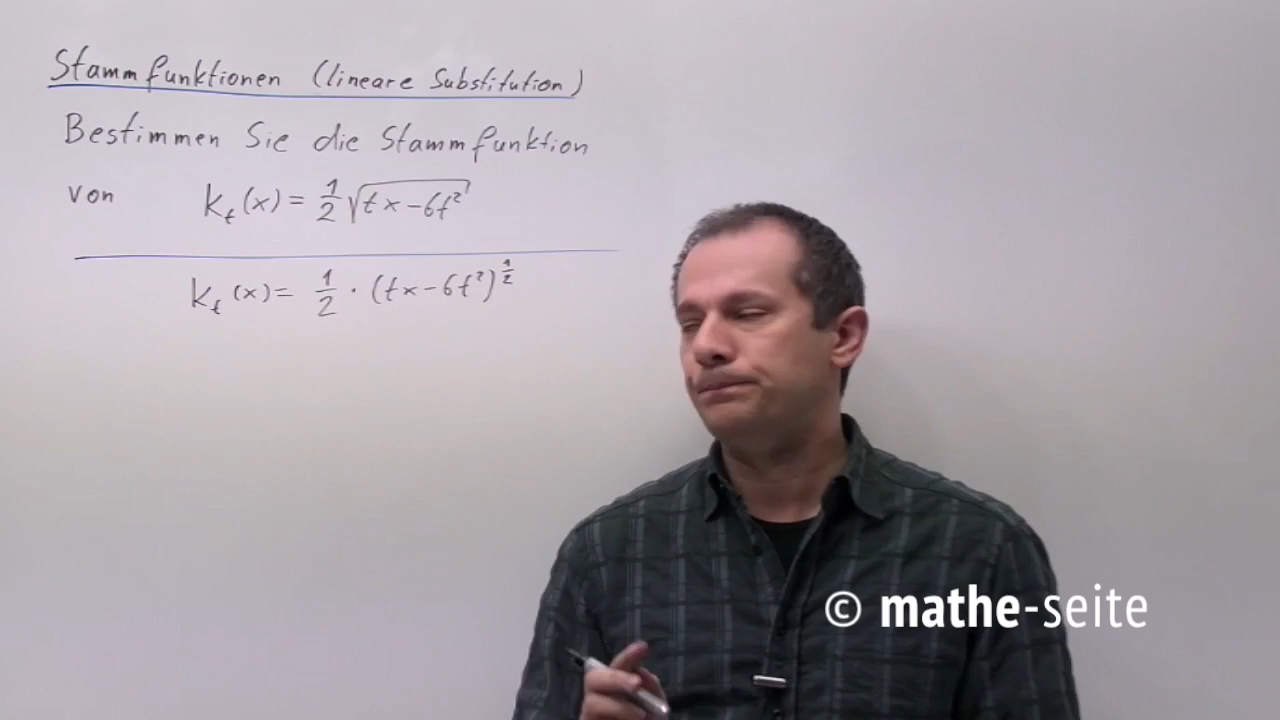 Stammfunktionen (lineare Substitution)
Bestimmen Sie die Stammfunktion
von k_t(x) = 1/2 √(tx-6t²)
k_t(x) = 1/2 · (tx-6t²)^(1/2)
© mathe-seite